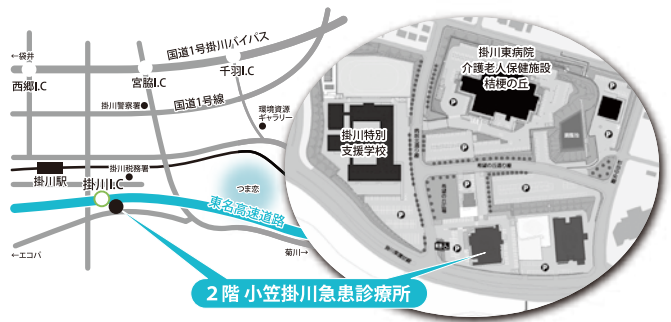 ←袋井
国道1号掛川バイパス
西郷I.C
宮脇I.C
千羽I.C
掛川警察署
国道1号線
環境資源
ギャラリー
掛川駅
掛川税務署
掛川I.C
つま恋
東名高速道路
←エコパ
菊川→
掛川東病院
介護老人保健施設
桔梗の丘
掛川特別
支援学校
P
P
P
P
P
P
P
P
２階 小笠掛川急患診療所